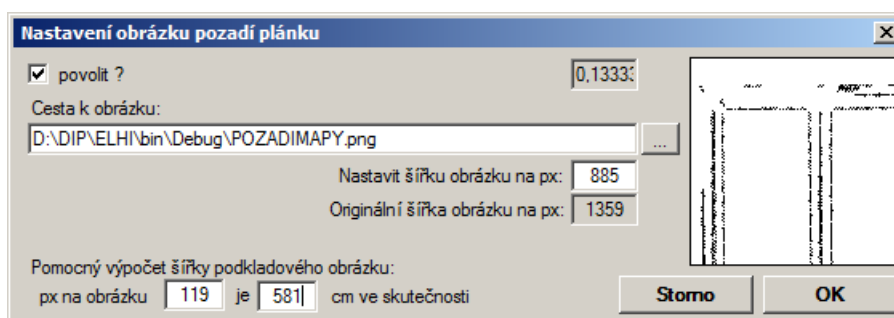 Nastavení obrázku pozadí plánku
povolit ?
0,13333
Cesta k obrázku:
D:\DIP\ELHI\bin\Debug\POZADIMAPY.png
...
Nastavit šířku obrázku na px: 885
Originální šířka obrázku na px: 1359
Pomocný výpočet šířky podkladového obrázku:
px na obrázku 119 je 581 cm ve skutečnosti
Storno
OK